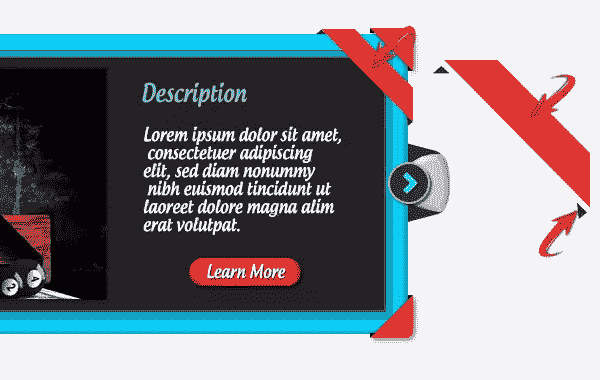 Description
Lorem ipsum dolor sit amet,
consectetuer adipiscing
elit, sed diam nonummy
nibh euismod tincidunt ut
laoreet dolore magna alim
erat volutpat.
Learn More